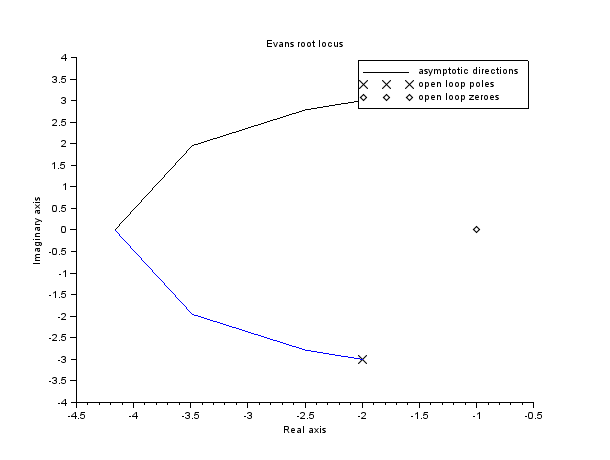 Evans root locus
4
3.5
3
2.5
2
1.5
1
0.5
0
-0.5
-1
-1.5
-2
-2.5
-3
-3.5
-4
Imaginary axis
asymptotic directions
open loop poles
open loop zeroes
-4.5 -4 -3.5 -3 -2.5 -2 -1.5 -1 -0.5
Real axis